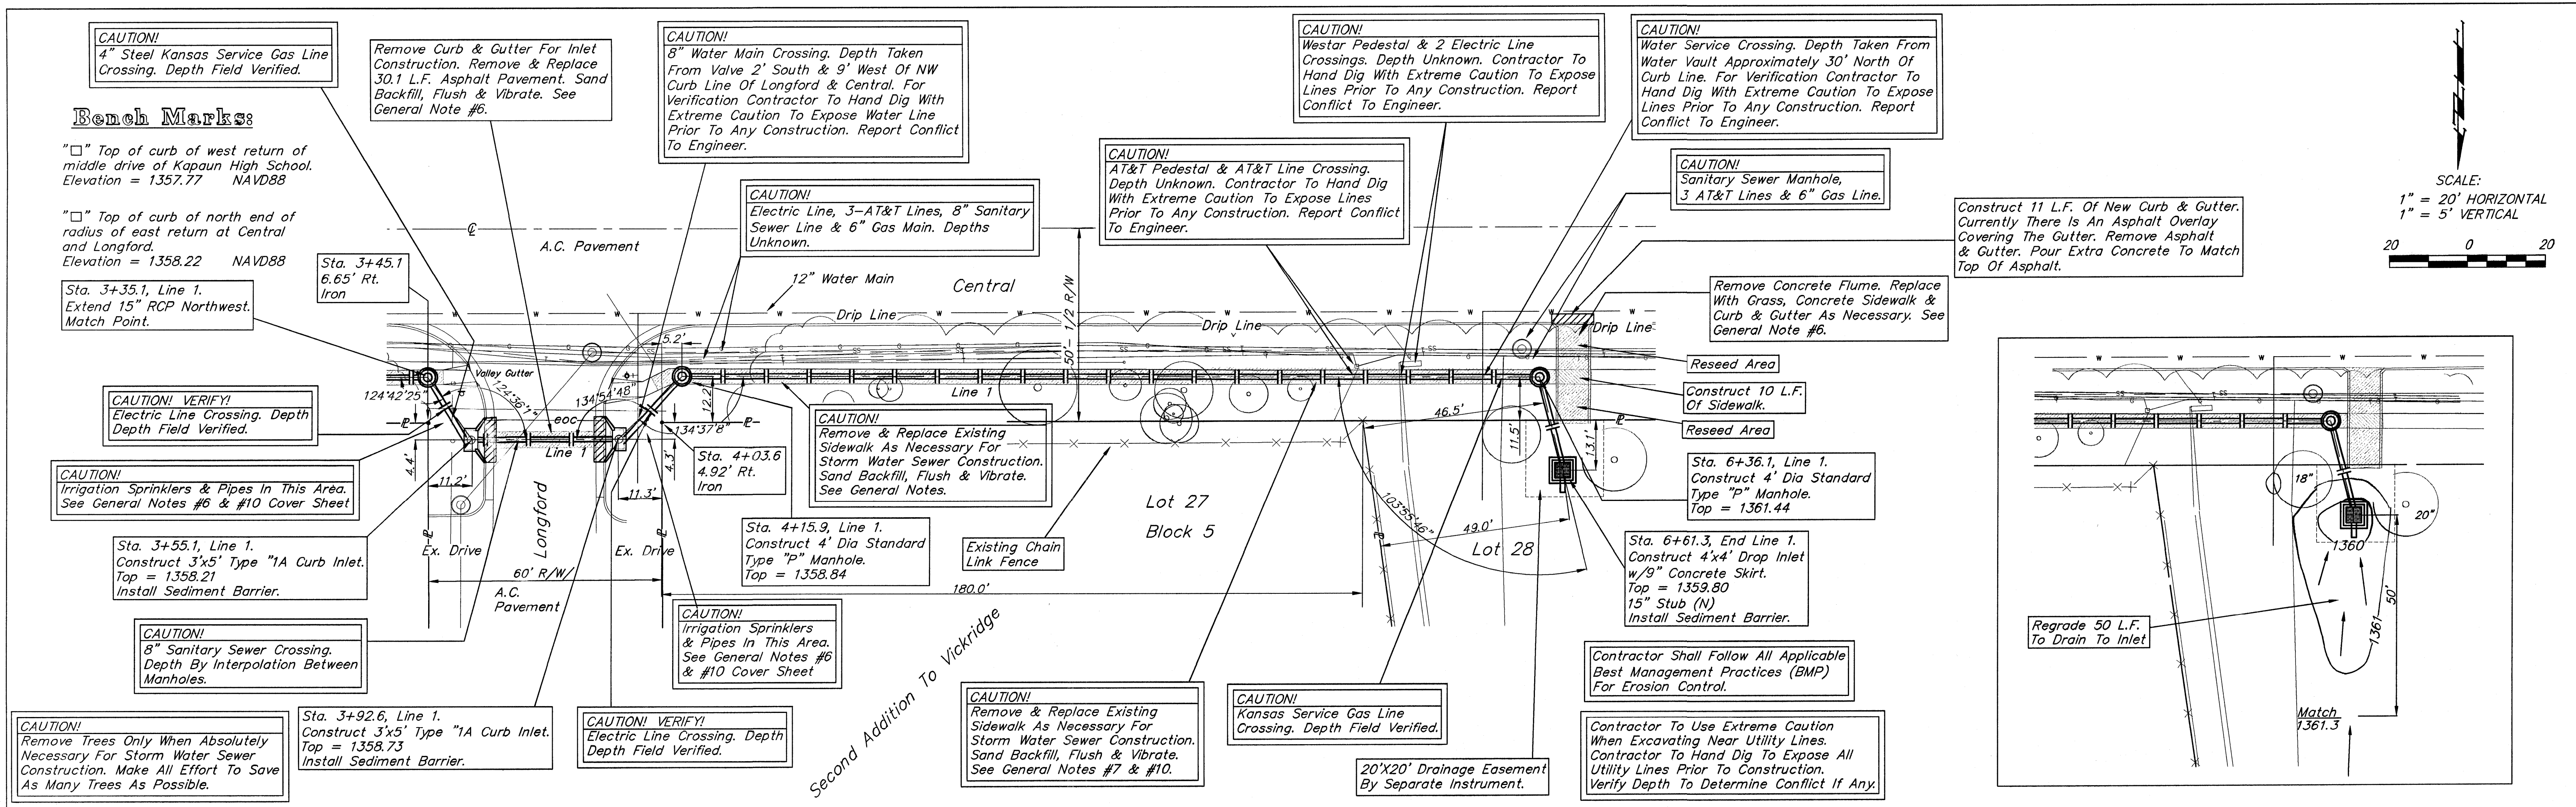 CAUTION!
4" Steel Kansas Service Gas Line
Crossing. Depth Field Verified.
Remove Curb & Gutter For Inlet
Construction. Remove & Replace
30.1 L.F. Asphalt Pavement. Sand
Backfill, Flush & Vibrate. See
General Note #6.
CAUTION!
8" Water Main Crossing. Depth Taken
From Valve 2' South & 9' West Of NW
Curb Line Of Longford & Central. For
Verification Contractor To Hand Dig With
Extreme Caution To Expose Water Line
Prior To Any Construction. Report Conflict
To Engineer.
CAUTION!
Westar Pedestal & 2 Electric Line
Crossings. Depth Unknown. Contractor To
Hand Dig With Extreme Caution To Expose
Lines Prior To Any Construction. Report
Conflict To Engineer.
CAUTION!
Water Service Crossing. Depth Taken From
Water Vault Approximately 30' North Of
Curb Line. For Verification Contractor To
Hand Dig With Extreme Caution To Expose
Lines Prior To Any Construction. Report
Conflict To Engineer.
SCALE:
1" = 20' HORIZONTAL
1" = 5' VERTICAL
20 0 20
Bench Marks:
"□" Top of curb of west return of
middle drive of Kapaun High School.
Elevation = 1357.77 NAVD88
"□" Top of curb of north end of
radius of east return at Central
and Longford.
Elevation = 1358.22 NAVD88
CAUTION!
Electric Line, 3-AT&T Lines, 8" Sanitary
Sewer Line & 6" Gas Main. Depths
Unknown.
CAUTION!
AT&T Pedestal & AT&T Line Crossing.
Depth Unknown. Contractor To Hand Dig
With Extreme Caution To Expose Lines
Prior To Any Construction. Report Conflict
To Engineer.
CAUTION!
Sanitary Sewer Manhole,
3 AT&T Lines & 6" Gas Line.
Construct 11 L.F. Of New Curb & Gutter.
Currently There Is An Asphalt Overlay
Covering The Gutter. Remove Asphalt
& Gutter. Pour Extra Concrete To Match
Top Of Asphalt.
℄
A.C. Pavement
Sta. 3+45.1
6.65' Rt.
Iron
Sta. 3+35.1, Line 1.
Extend 15" RCP Northwest.
Match Point.
12" Water Main
Central
50'- 1/2 R/W
Remove Concrete Flume. Replace
With Grass, Concrete Sidewalk &
Curb & Gutter As Necessary. See
General Note #6.
Drip Line
Drip Line
Drip Line
5.2'
Valley Gutter
124°42'25"
124°36'1"
134°54'48"
12.2'
134°37'8"
eoc
Line 1
Line 1
4.4'
11.2'
4.3'
11.3'
Reseed Area
Construct 10 L.F.
Of Sidewalk.
Reseed Area
CAUTION! VERIFY!
Electric Line Crossing. Depth
Depth Field Verified.
CAUTION!
Remove & Replace Existing
Sidewalk As Necessary For
Storm Water Sewer Construction.
Sand Backfill, Flush & Vibrate.
See General Notes.
Sta. 4+03.6
4.92' Rt.
Iron
46.5'
11.5'
13.1'
CAUTION!
Irrigation Sprinklers & Pipes In This Area.
See General Notes #6 & #10 Cover Sheet
Sta. 6+36.1, Line 1.
Construct 4' Dia Standard
Type "P" Manhole.
Top = 1361.44
Lot 27
Block 5
103°55'46"
49.0'
Lot 28
Longford
Ex. Drive
Ex. Drive
Sta. 3+55.1, Line 1.
Construct 3'x5' Type "1A Curb Inlet.
Top = 1358.21
Install Sediment Barrier.
Sta. 4+15.9, Line 1.
Construct 4' Dia Standard
Type "P" Manhole.
Top = 1358.84
Existing Chain
Link Fence
Sta. 6+61.3, End Line 1.
Construct 4'x4' Drop Inlet
w/9" Concrete Skirt.
Top = 1359.80
15" Stub (N)
Install Sediment Barrier.
60' R/W
A.C.
Pavement
180.0'
CAUTION!
8" Sanitary Sewer Crossing.
Depth By Interpolation Between
Manholes.
CAUTION!
Irrigation Sprinklers
& Pipes In This Area.
See General Notes #6
& #10 Cover Sheet
Second Addition To Vickridge
CAUTION!
Remove Trees Only When Absolutely
Necessary For Storm Water Sewer
Construction. Make All Effort To Save
As Many Trees As Possible.
Sta. 3+92.6, Line 1.
Construct 3'x5' Type "1A Curb Inlet.
Top = 1358.73
Install Sediment Barrier.
CAUTION! VERIFY!
Electric Line Crossing. Depth
Depth Field Verified.
CAUTION!
Remove & Replace Existing
Sidewalk As Necessary For
Storm Water Sewer Construction.
Sand Backfill, Flush & Vibrate.
See General Notes #7 & #10.
CAUTION!
Kansas Service Gas Line
Crossing. Depth Field Verified.
20'X20' Drainage Easement
By Separate Instrument.
Contractor Shall Follow All Applicable
Best Management Practices (BMP)
For Erosion Control.
Contractor To Use Extreme Caution
When Excavating Near Utility Lines.
Contractor To Hand Dig To Expose All
Utility Lines Prior To Construction.
Verify Depth To Determine Conflict If Any.
18"
20"
1360
1361
50'
Regrade 50 L.F.
To Drain To Inlet
Match
1361.3